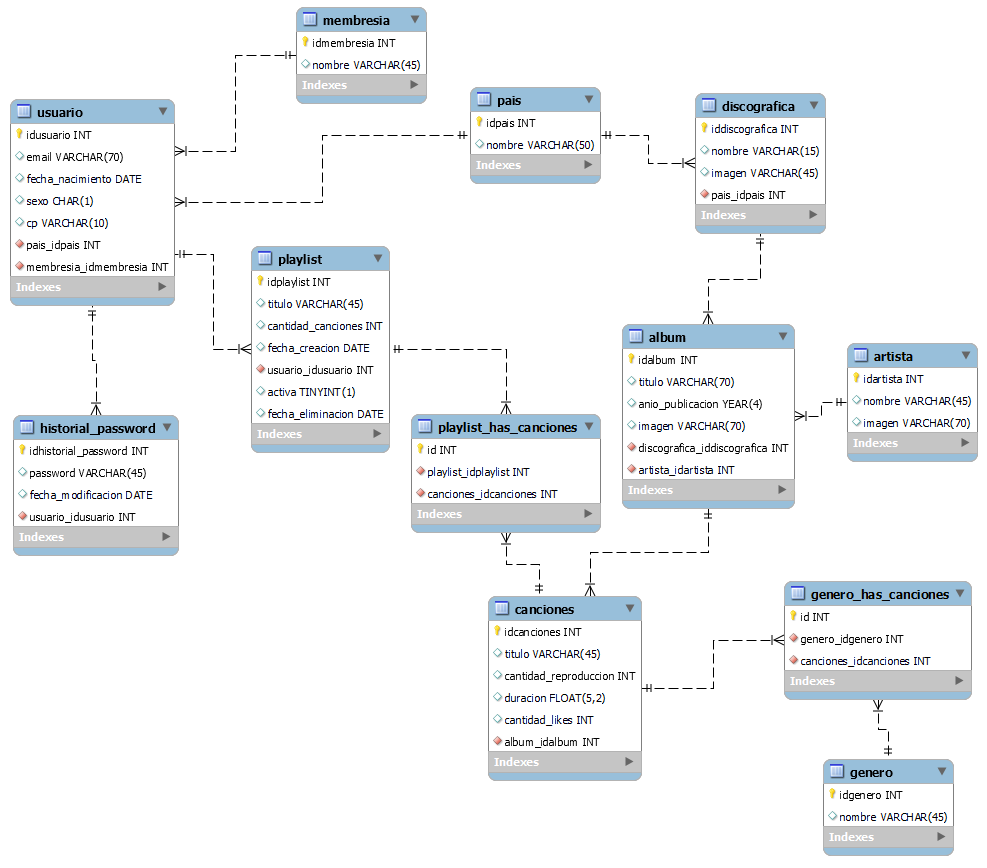 membresia
idmembresia INT
nombre VARCHAR(45)
Indexes
usuario
idusuario INT
email VARCHAR(70)
fecha_nacimiento DATE
sexo CHAR(1)
cp VARCHAR(10)
pais_idpais INT
membresia_idmembresia INT
Indexes
pais
idpais INT
nombre VARCHAR(50)
Indexes
discografica
iddiscografica INT
nombre VARCHAR(15)
imagen VARCHAR(45)
pais_idpais INT
Indexes
playlist
idplaylist INT
titulo VARCHAR(45)
cantidad_canciones INT
fecha_creacion DATE
usuario_idusuario INT
activa TINYINT(1)
fecha_eliminacion DATE
Indexes
album
idalbum INT
titulo VARCHAR(70)
anio_publicacion YEAR(4)
imagen VARCHAR(70)
discografica_iddiscografica INT
artista_idartista INT
Indexes
artista
idartista INT
nombre VARCHAR(45)
imagen VARCHAR(70)
Indexes
historial_password
idhistorial_password INT
password VARCHAR(45)
fecha_modificacion DATE
usuario_idusuario INT
Indexes
playlist_has_canciones
id INT
playlist_idplaylist INT
canciones_idcanciones INT
Indexes
canciones
idcanciones INT
titulo VARCHAR(45)
cantidad_reproduccion INT
duracion FLOAT(5,2)
cantidad_likes INT
album_idalbum INT
Indexes
genero_has_canciones
id INT
genero_idgenero INT
canciones_idcanciones INT
Indexes
genero
idgenero INT
nombre VARCHAR(45)
Indexes